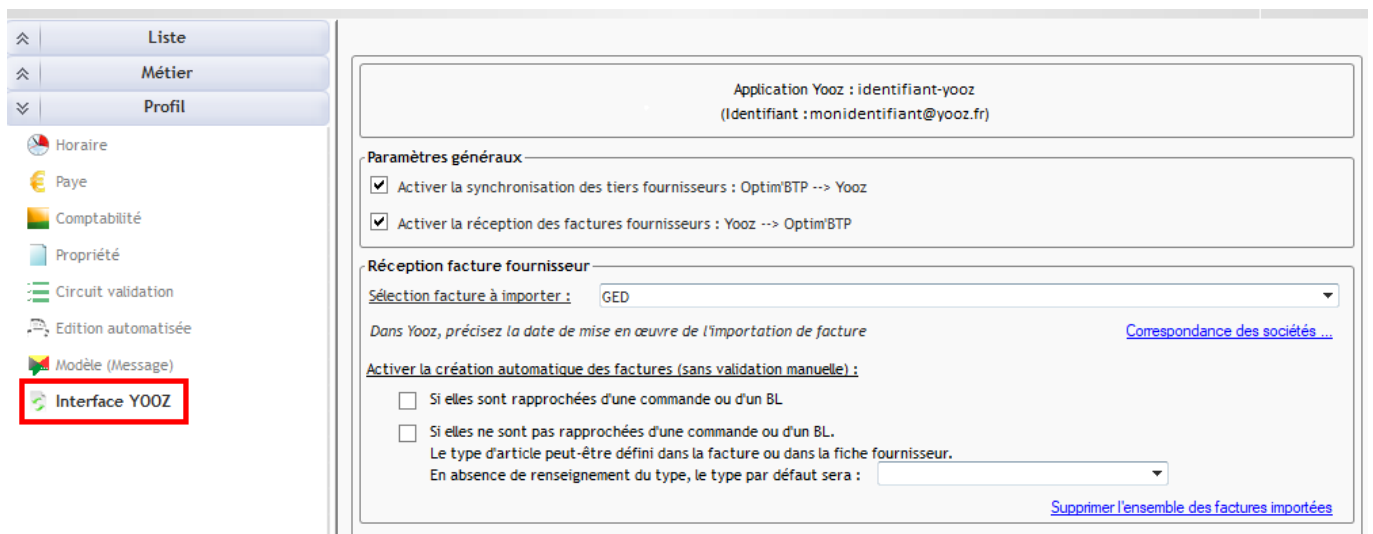 Liste
Métier
Profil
Horaire
Paye
Comptabilité
Propriété
Circuit validation
Edition automatisée
Modèle (Message)
Interface YOOZ
Application Yooz : identifiant-yooz
(Identifiant : monidentifiant@yooz.fr)
Paramètres généraux
Activer la synchronisation des tiers fournisseurs : Optim'BTP --> Yooz
Activer la réception des factures fournisseurs : Yooz --> Optim'BTP
Réception facture fournisseur
Sélection facture à importer : GED
Dans Yooz, précisez la date de mise en œuvre de l'importation de facture Correspondance des sociétés ...
Activer la création automatique des factures (sans validation manuelle) :
Si elles sont rapprochées d'une commande ou d'un BL
Si elles ne sont pas rapprochées d'une commande ou d'un BL.
Le type d'article peut-être défini dans la facture ou dans la fiche fournisseur.
En absence de renseignement du type, le type par défaut sera :
Supprimer l'ensemble des factures importées